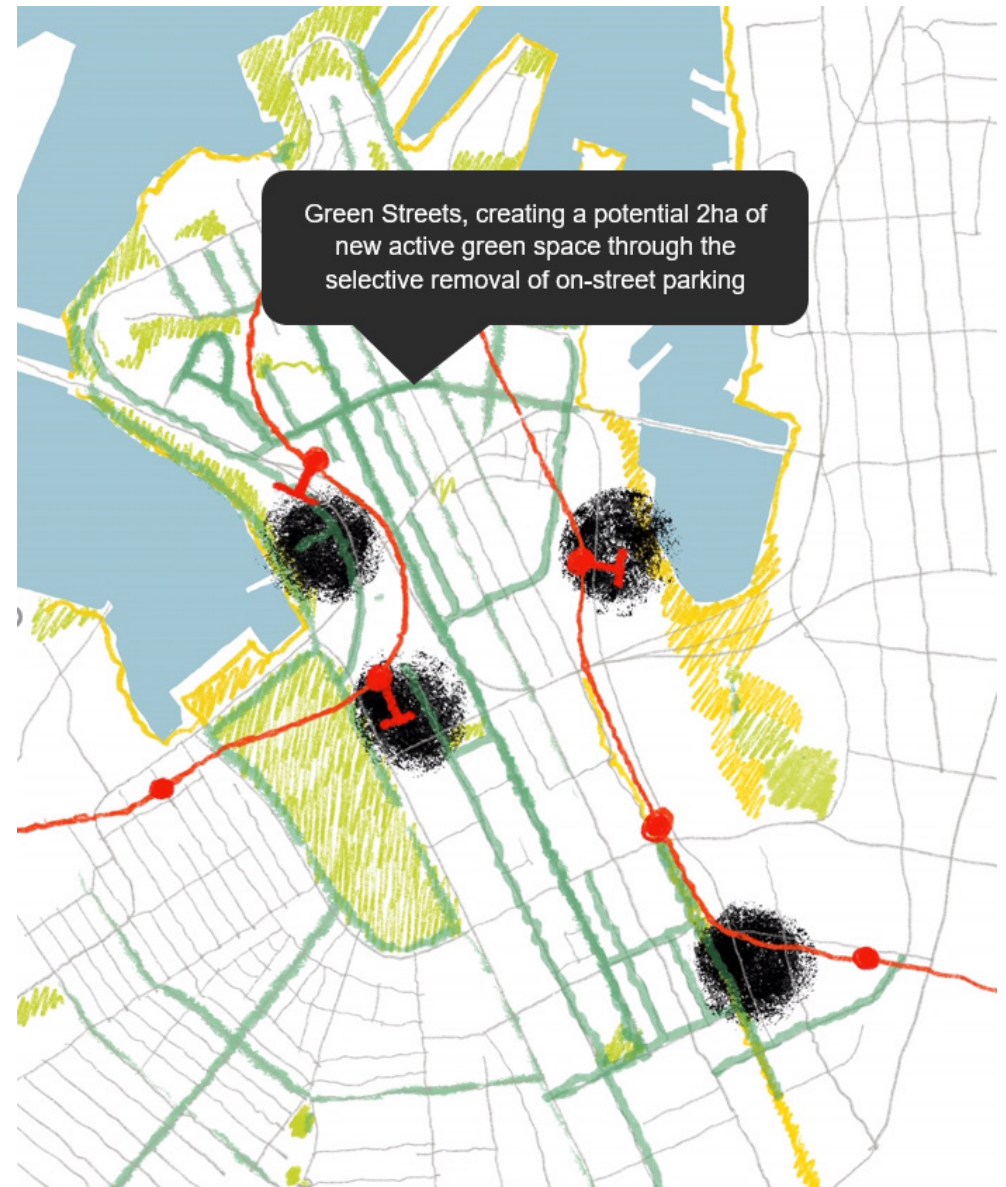 Green Streets, creating a potential 2ha of
new active green space through the
selective removal of on-street parking